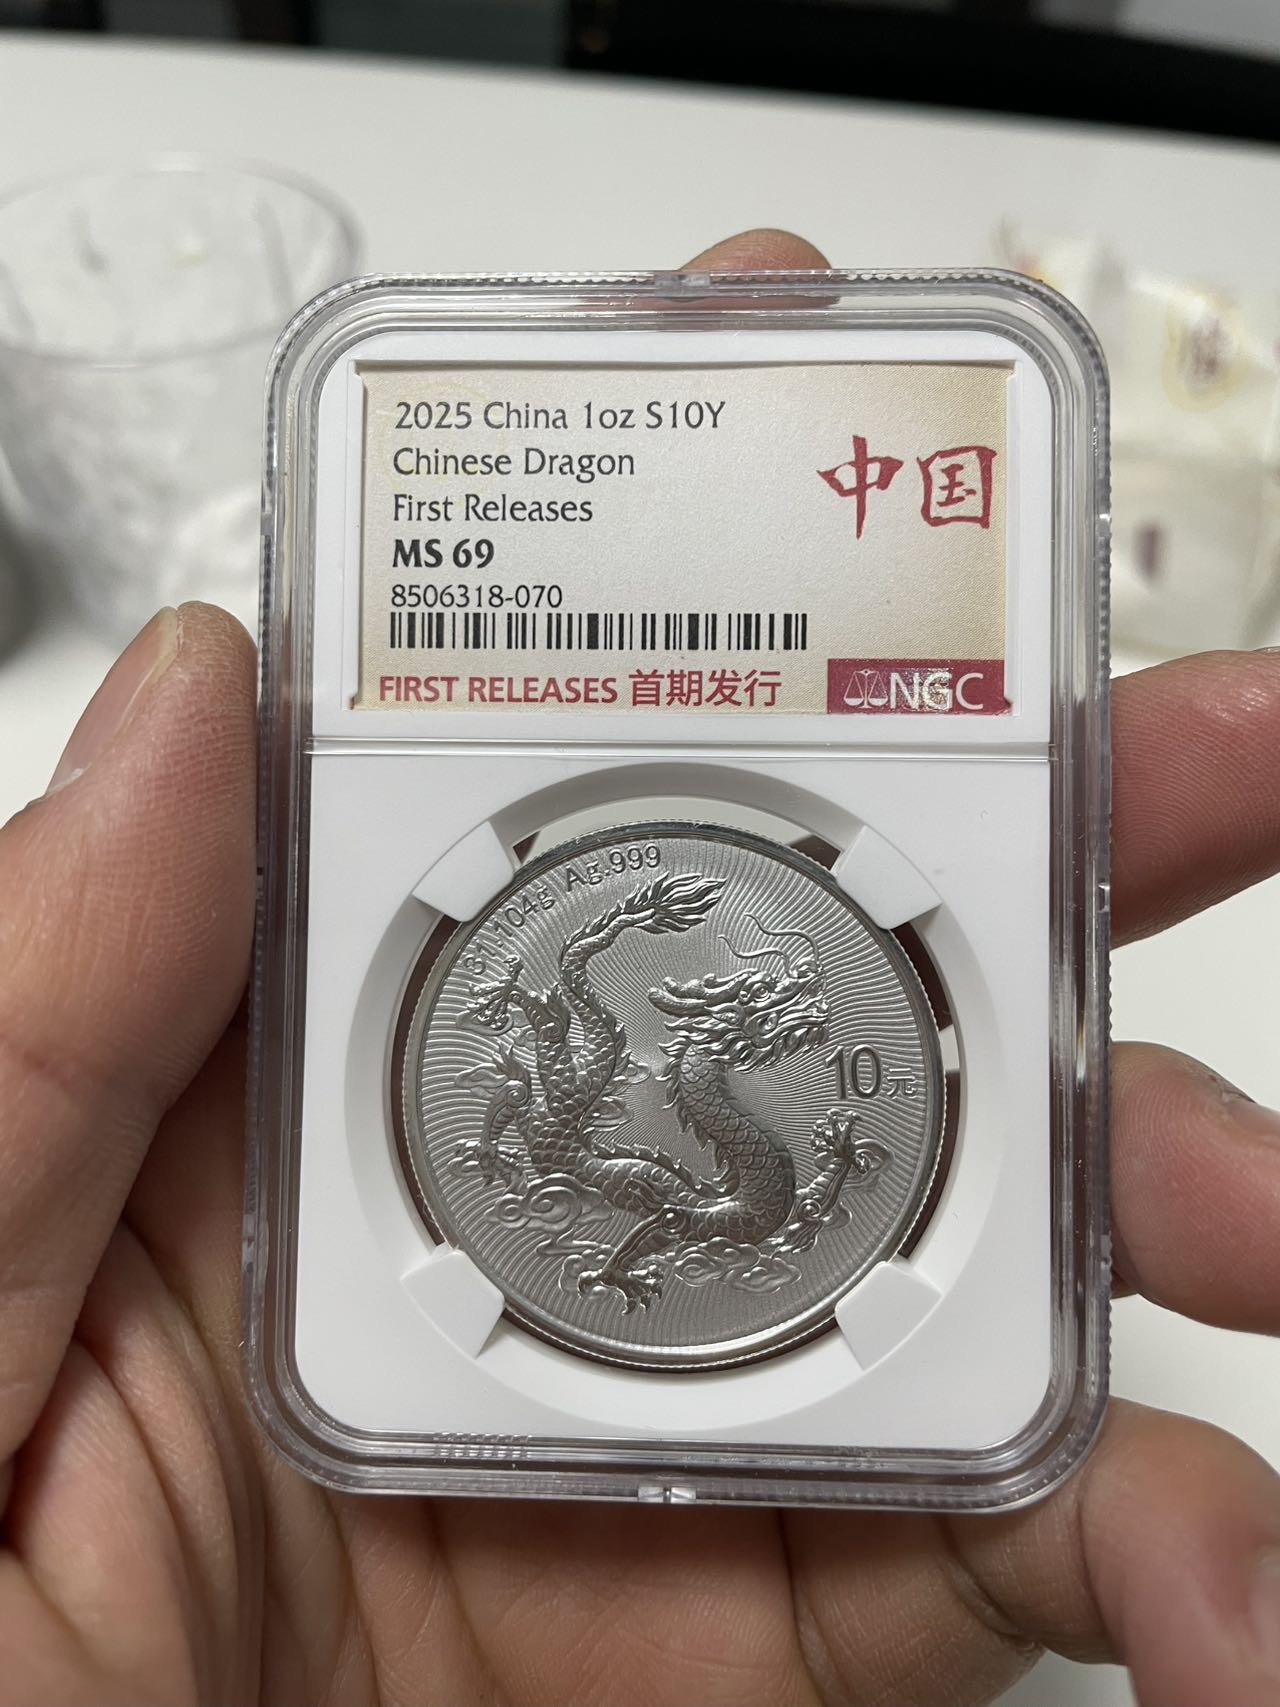 2025 China 1oz S10Y
Chinese Dragon
First Releases
中国
MS 69
8506318-070
FIRST RELEASES 首期发行
NGC
31.104g Ag.999
10元